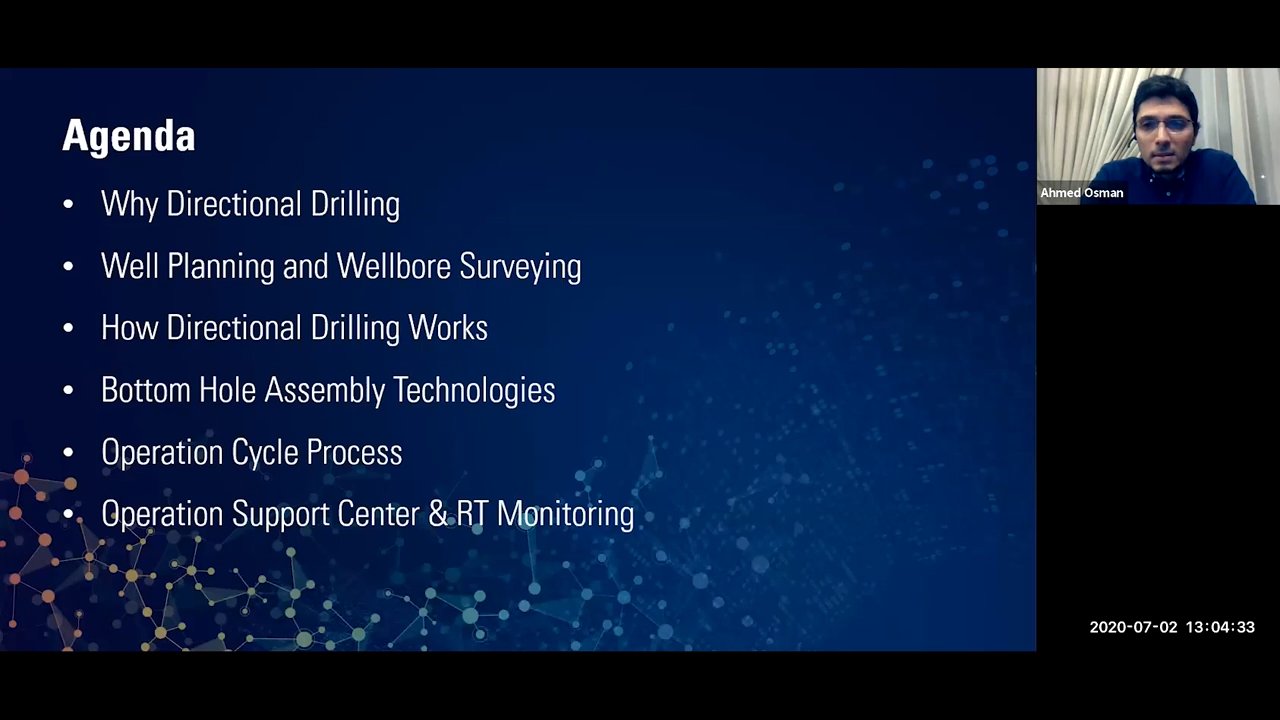 Agenda
• Why Directional Drilling
• Well Planning and Wellbore Surveying
• How Directional Drilling Works
• Bottom Hole Assembly Technologies
• Operation Cycle Process
• Operation Support Center & RT Monitoring
Ahmed Osman
2020-07-02 13:04:33